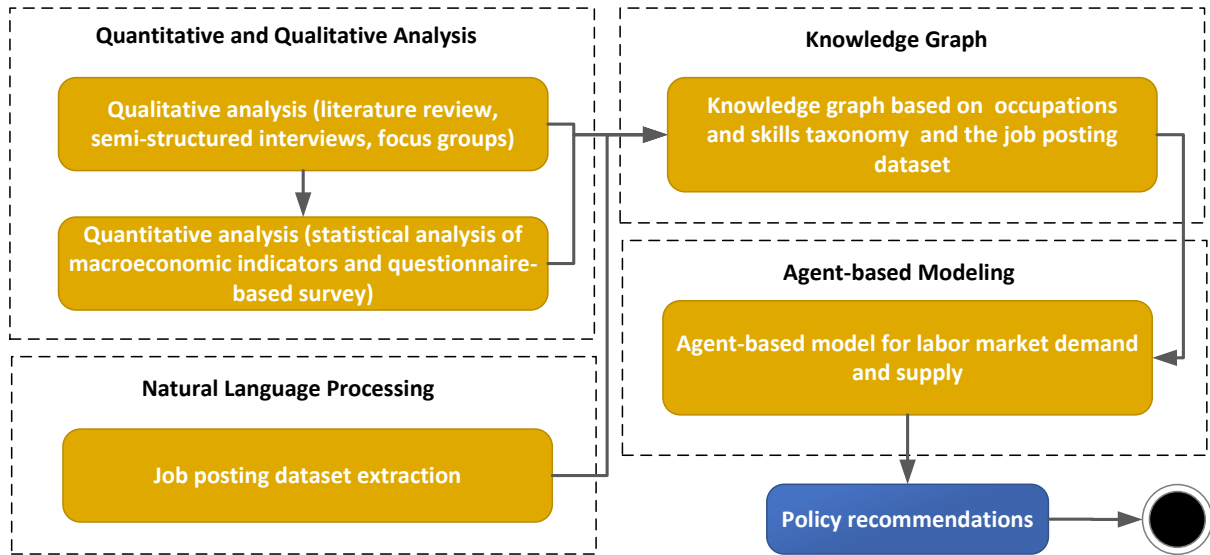 Quantitative and Qualitative Analysis
Qualitative analysis (literature review,
semi-structured interviews, focus groups)
Quantitative analysis (statistical analysis of
macroeconomic indicators and questionnaire-
based survey)
Natural Language Processing
Job posting dataset extraction
Knowledge Graph
Knowledge graph based on occupations
and skills taxonomy and the job posting
dataset
Agent-based Modeling
Agent-based model for labor market demand
and supply
Policy recommendations